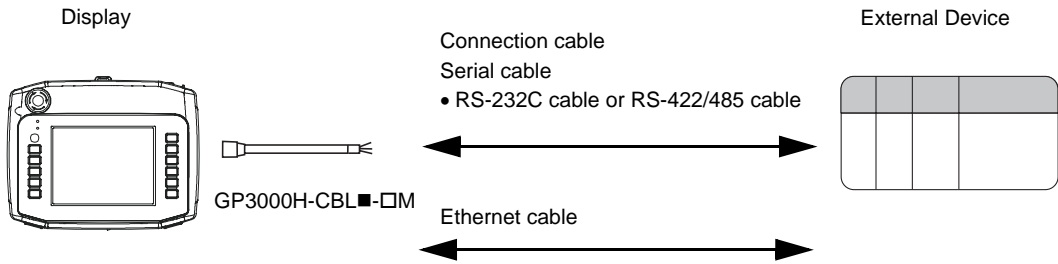 Display
External Device
Connection cable
Serial cable
• RS-232C cable or RS-422/485 cable
GP3000H-CBL■-□M
Ethernet cable